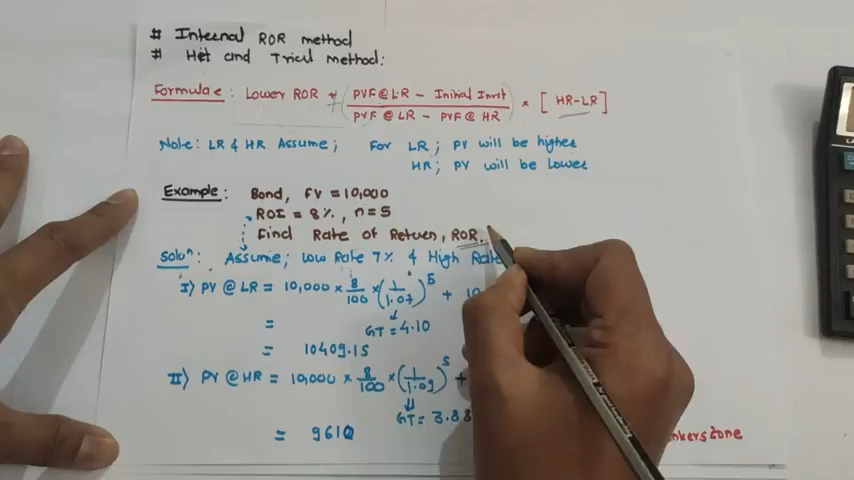 # Internal ROR method
# Het and Trial method:
Formulae: Lower ROR + ( PVF@LR - Initial Invst / PVF@LR - PVF@HR ) × [ HR-LR ]
Note: LR & HR Assume; For LR; PV will be higher
HR; PV will be Lower
Example: Bond, FV = 10,000
ROI = 8%, n=5
Find Rate of Return, ROR.
Soluⁿ: Assume; Low Rate 7% & High Rate
I) PV @ LR = 10,000 × 8/100 × (1/1.07)^5 + 10
= GT = 4.10
= 10409.15
II) PV @HR = 10,000 × 8/100 × (1/1.09)^5 +
GT = 3.88
= 9610
nkerszone